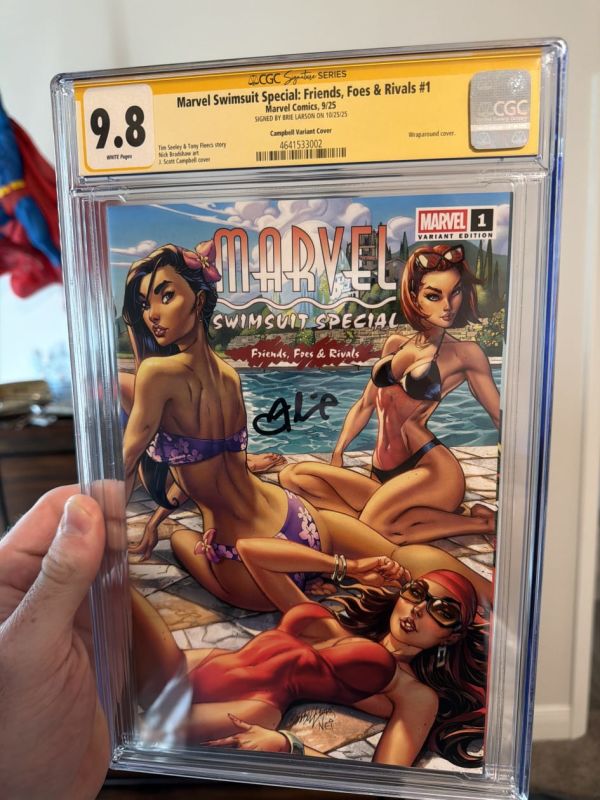 CGC Signature SERIES
9.8
WHITE Pages
Marvel Swimsuit Special: Friends, Foes & Rivals #1
Marvel Comics, 9/25
SIGNED BY BRIE LARSON ON 10/25/25
Campbell Variant Cover
Tim Seeley & Tony Fleecs story
Nick Bradshaw art
J. Scott Campbell cover
4641533002
Wraparound cover.
CGC
MARVEL 1
VARIANT EDITION
MARVEL
SWIMSUIT SPECIAL
Friends, Foes & Rivals